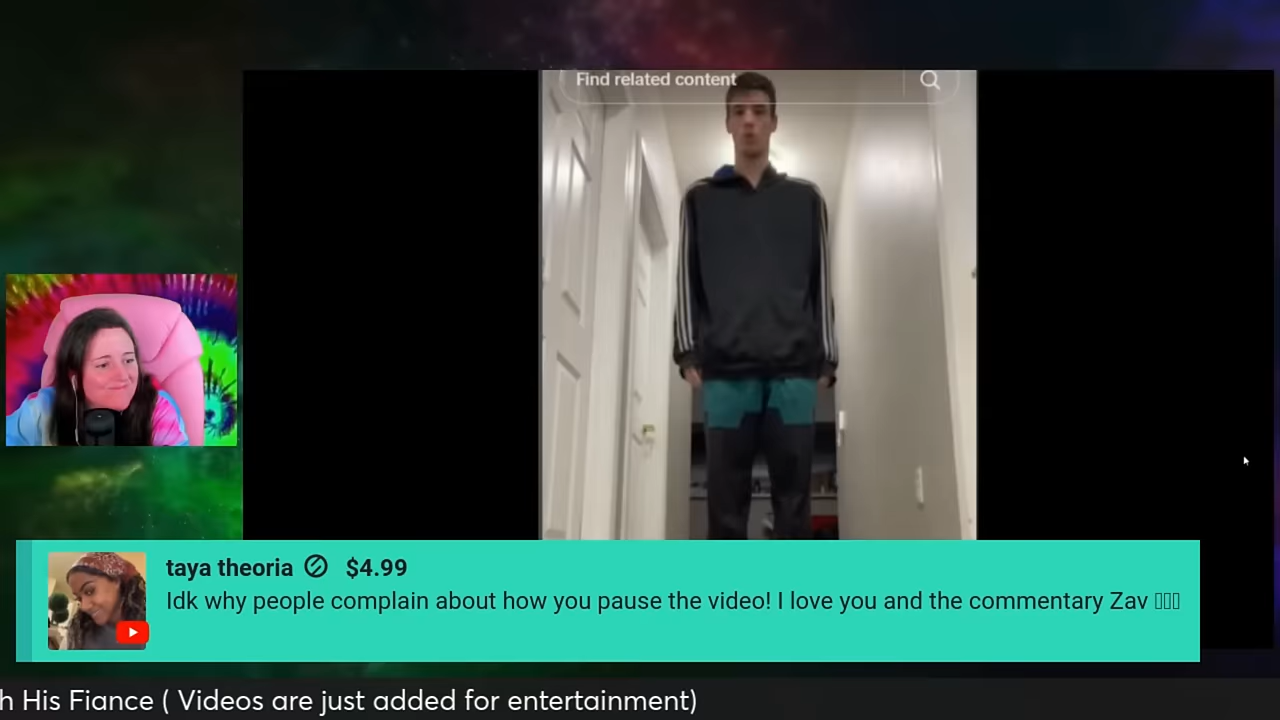 Find related content
taya theoria $4.99
Idk why people complain about how you pause the video! I love you and the commentary Zav
h His Fiance ( Videos are just added for entertainment)